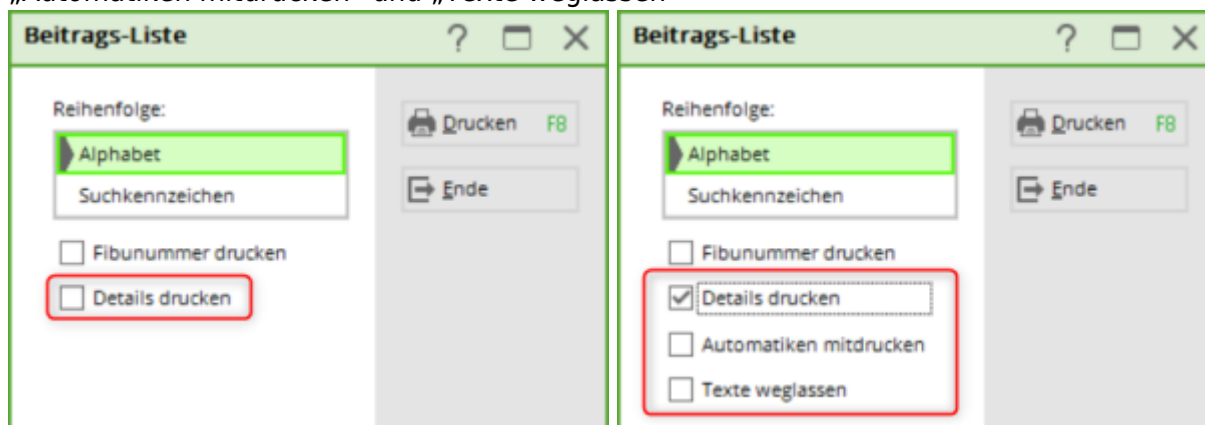 „Automatiken mitdrucken“ und „Texte weglassen“
Beitrags-Liste ?
Reihenfolge:
Alphabet
Suchkennzeichen
Fibunummer drucken
Details drucken
Drucken F8
Ende
Beitrags-Liste ?
Reihenfolge:
Alphabet
Suchkennzeichen
Fibunummer drucken
Details drucken
Automatiken mitdrucken
Texte weglassen
Drucken F8
Ende